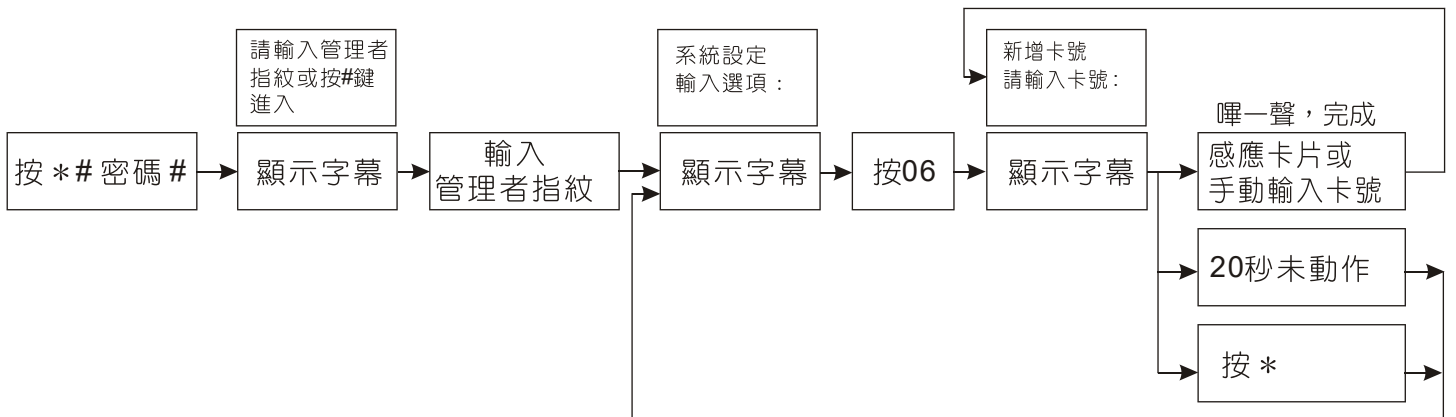 請輸入管理者
指紋或按#鍵
進入
系統設定
輸入選項:
新增卡號
請輸入卡號:
嗶一聲,完成
按*#密碼#
顯示字幕
輸入
管理者指紋
顯示字幕
按06
顯示字幕
感應卡片或
手動輸入卡號
20秒未動作
按*